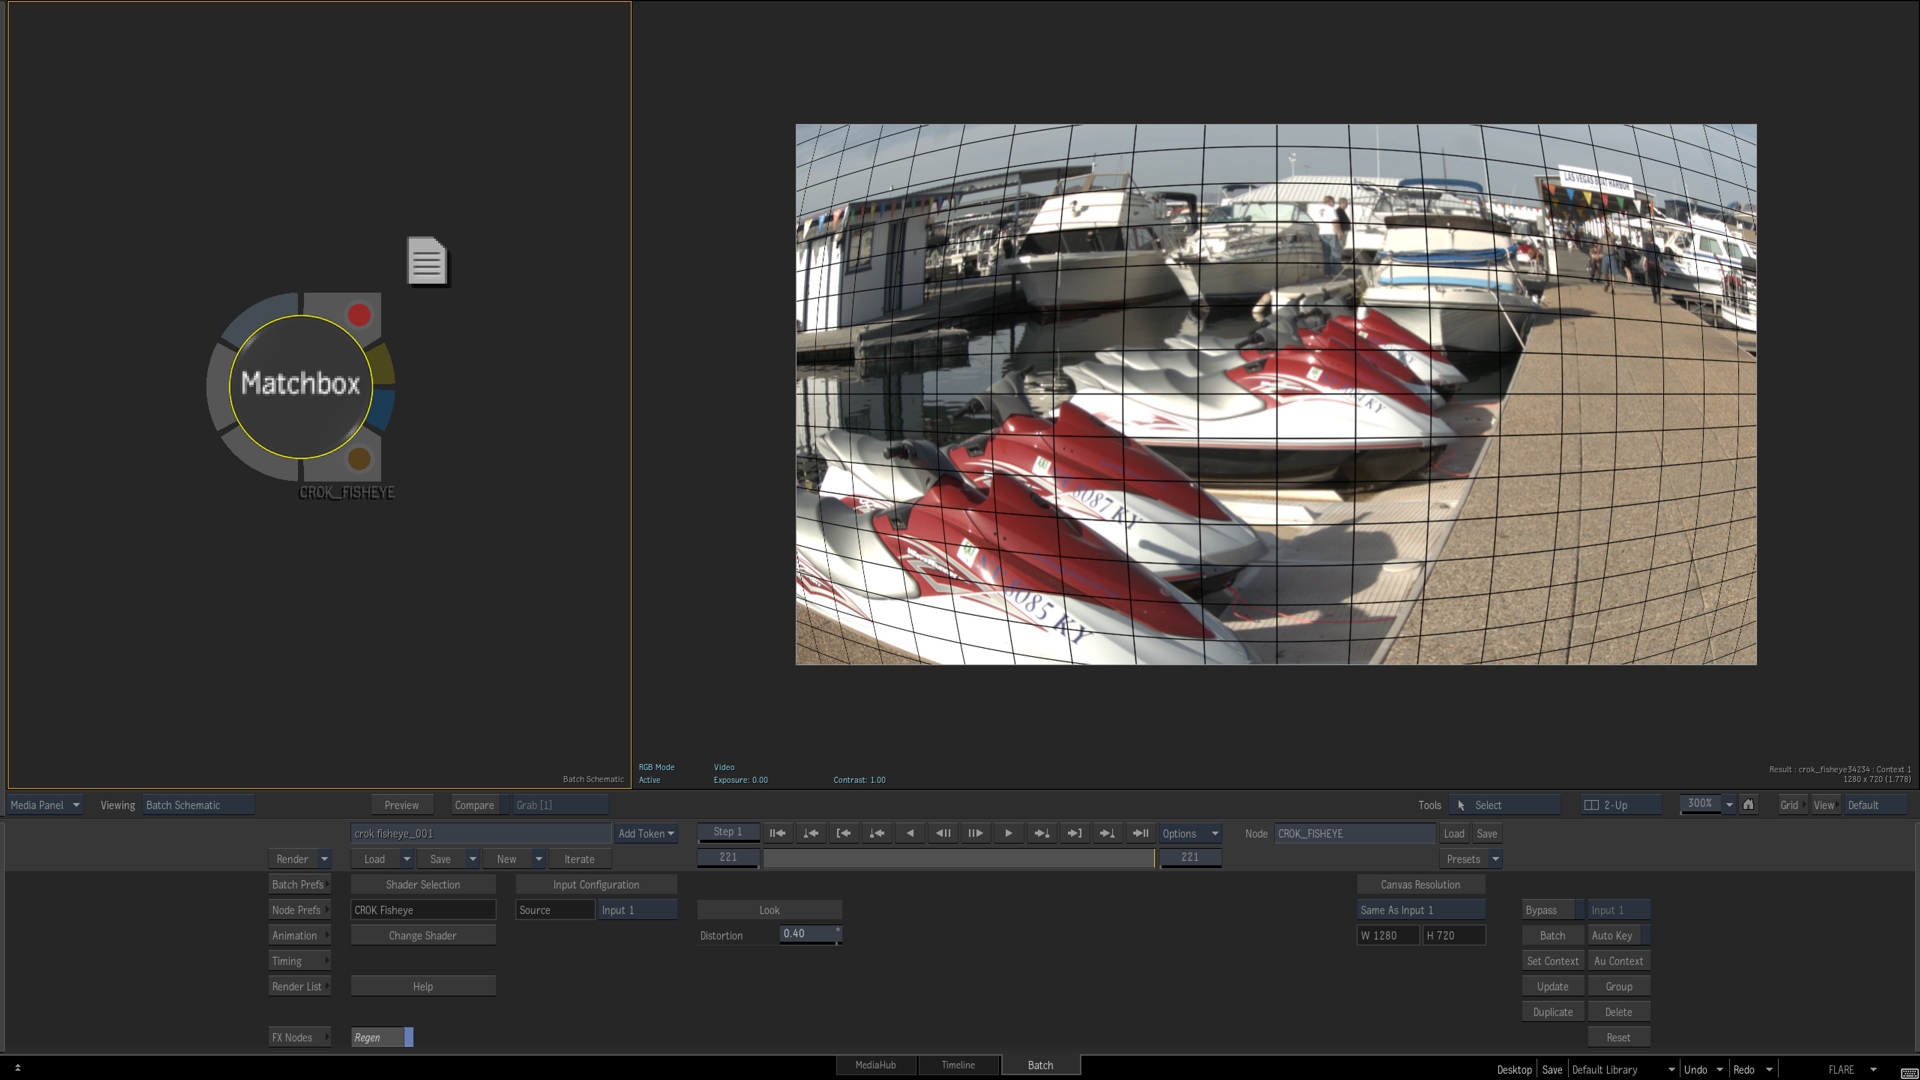 LAS VEGAS BOAT HARBOR
8087 KY
8085 KY
Matchbox
CROK_FISHEYE
Batch Schematic
RGB Mode Video
Active Exposure: 0.00 Contrast: 1.00
Result : crok_fisheye34234 : Context 1
1280 x 720 (1.778)
Media Panel Viewing Batch Schematic Preview Compare Grab [1] Tools Select 2-Up 300% Grid View Default
crok fisheye_001 Add Token Step 1 Options Node CROK_FISHEYE Load Save
Render Load Save New Iterate 221 221 Presets
Batch Prefs Shader Selection Input Configuration Canvas Resolution
Node Prefs CROK Fisheye Source Input 1 Look Same As Input 1 Bypass Input 1
Animation Change Shader Distortion 0.40 W 1280 H 720 Batch Auto Key
Timing Set Context Au Context
Render List Help Update Group
Duplicate Delete
FX Nodes Regen Reset
MediaHub Timeline Batch
Desktop Save Default Library Undo Redo FLARE